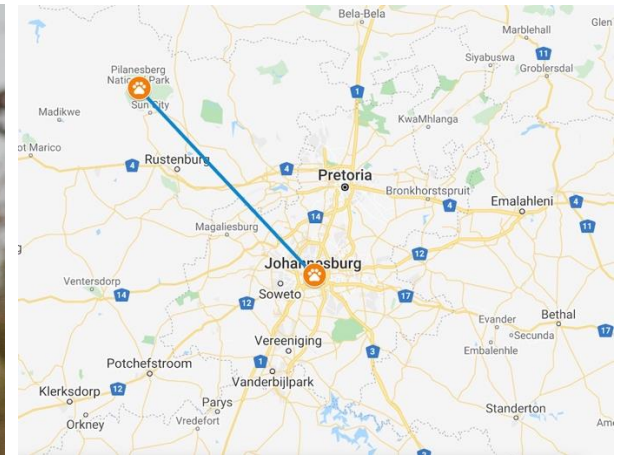 Bela-Bela
Marblehall
Glen
11
Siyabuswa
Groblersdal
Pilanesberg
National Park
Sun City
1
Madikwe
KwaMhlanga
ot Marico
4
Rustenburg
4
Pretoria
Bronkhorstspruit
4
Emalahleni
4
11
14
Magaliesburg
12
Johannesburg
Ventersdorp
14
Soweto
12
17
Evander
Bethal
17
Secunda
Embalenhle
Vereeniging
1
3
Potchefstroom
Vanderbijlpark
Klerksdorp
12
Parys
Standerton
Orkney
Vredefort
Ame